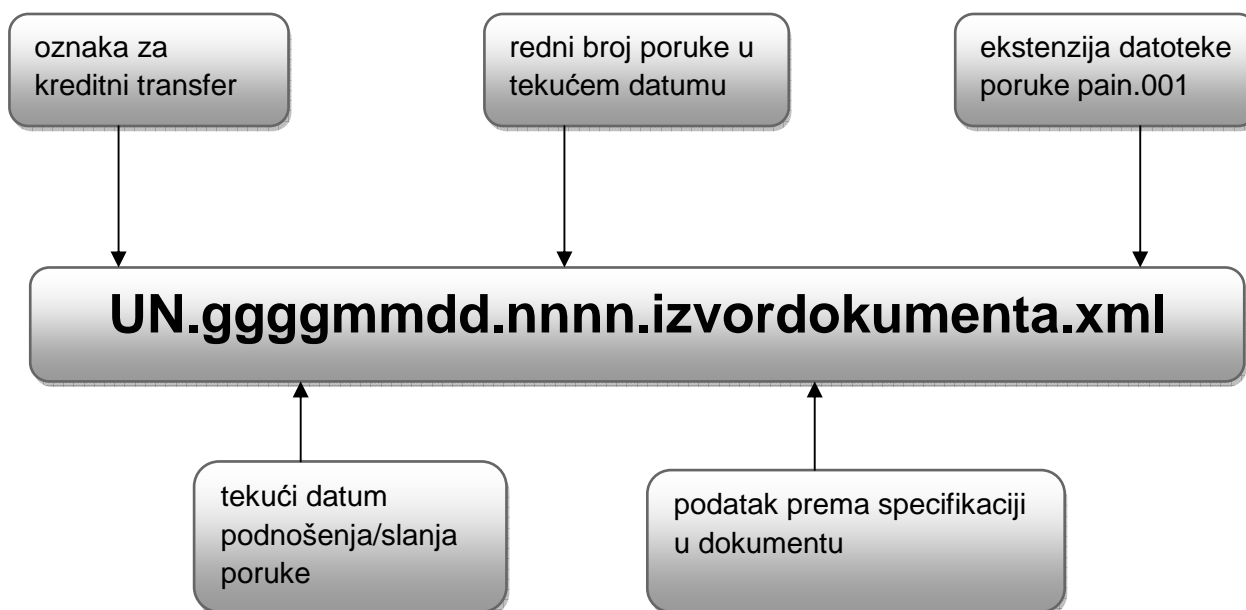 oznaka za
kreditni transfer
redni broj poruke u
tekućem datumu
ekstenzija datoteke
poruke pain.001
UN.ggggmmdd.nnnn.izvordokumenta.xml
tekući datum
podnošenja/slanja
poruke
podatak prema specifikaciji
u dokumentu